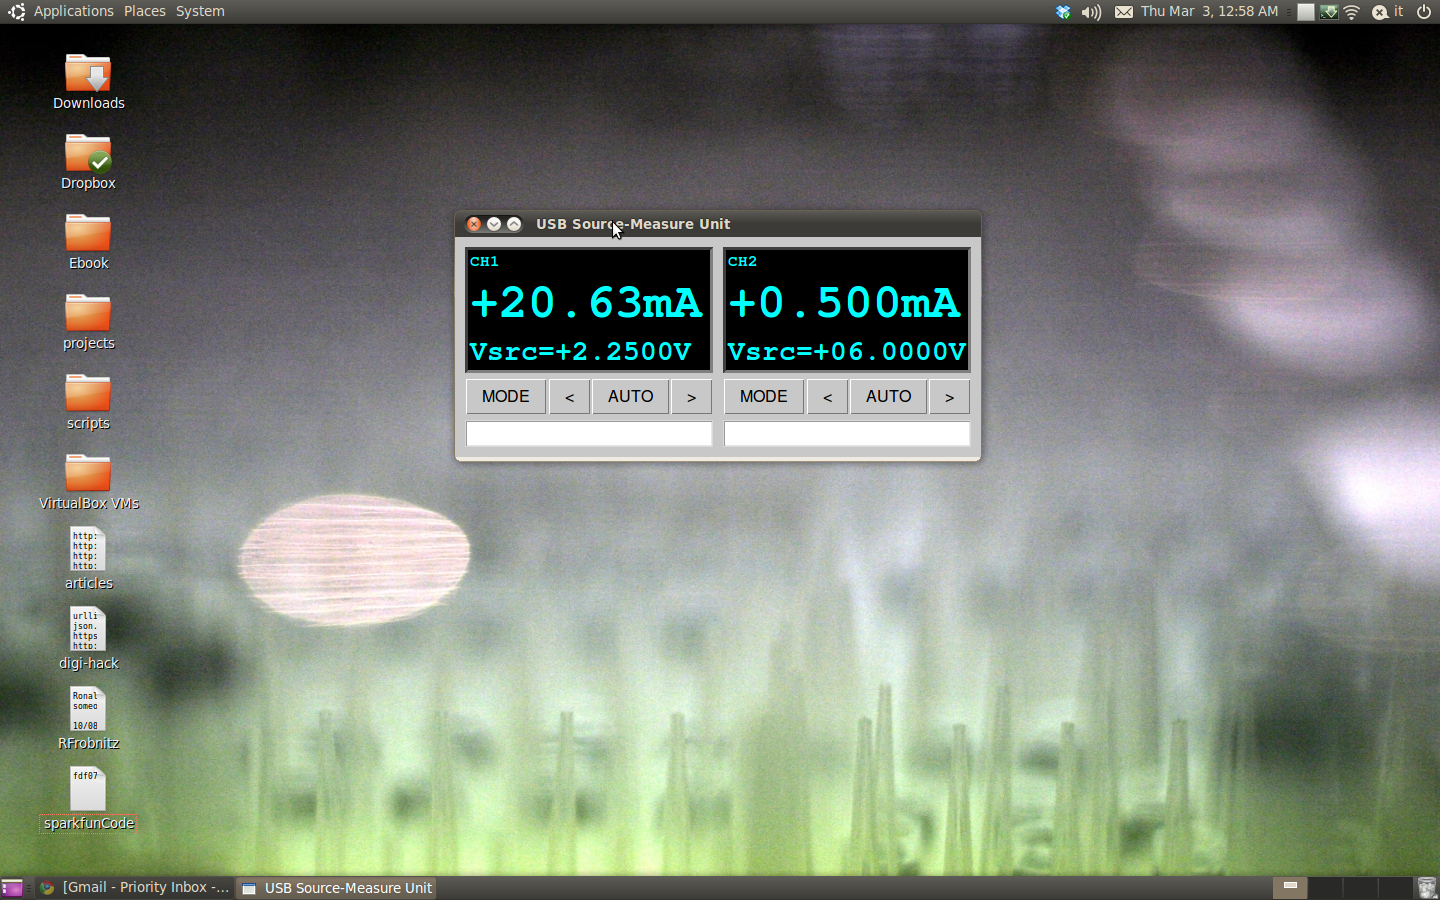 Applications Places System
Thu Mar 3, 12:58 AM
it
Downloads
Dropbox
Ebook
projects
scripts
VirtualBox VMs
http:
http:
http:
http:
articles
urlli
json.
https
http:
digi-hack
Ronal
someo
10/08
RFrobnitz
fdf07
sparkfunCode
USB Source-Measure Unit
CH1
+20.63mA
Vsrc=+2.2500V
MODE < AUTO >
CH2
+0.500mA
Vsrc=+06.0000V
MODE < AUTO >
[Gmail - Priority Inbox -...
USB Source-Measure Unit